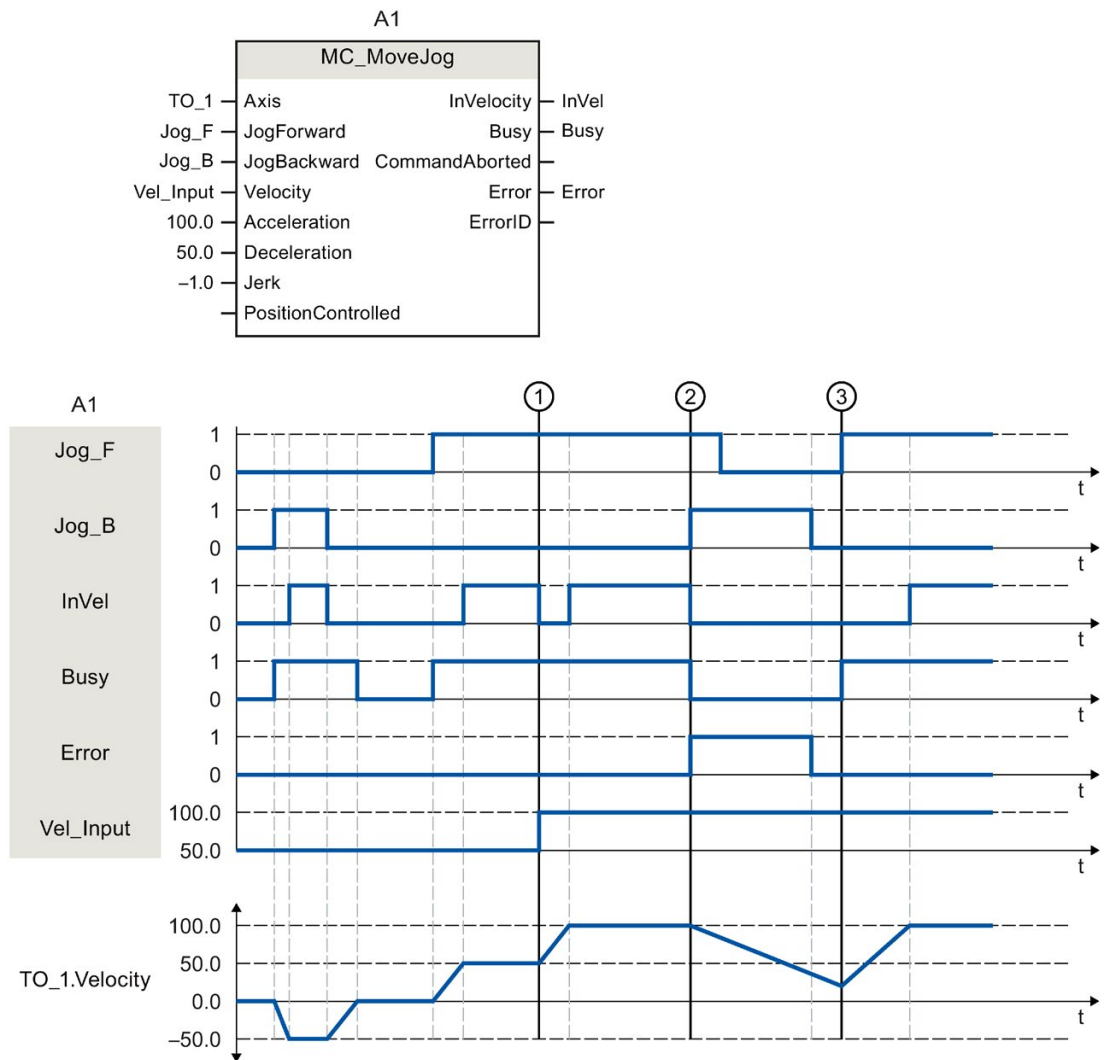 A1
MC_MoveJog
TO_1 Axis InVelocity InVel
Jog_F JogForward Busy Busy
Jog_B JogBackward CommandAborted
Vel_Input Velocity Error Error
100.0 Acceleration ErrorID
50.0 Deceleration
–1.0 Jerk
PositionControlled
A1 1 2 3
Jog_F 1
0
t
Jog_B 1
0
t
InVel 1
0
t
Busy 1
0
t
Error 1
0
t
Vel_Input 100.0
50.0
t
TO_1.Velocity 100.0
50.0
0.0
t
–50.0